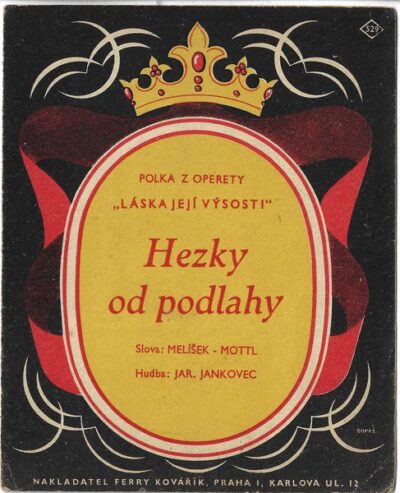 529
POLKA Z OPERETY
„LÁSKA JEJÍ VÝSOSTI“
Hezky
od podlahy
Slova: MELÍŠEK - MOTTL
Hudba: JAR. JANKOVEC
NAKLADATEL FERRY KOVÁŘÍK, PRAHA I, KARLOVA UL. 12